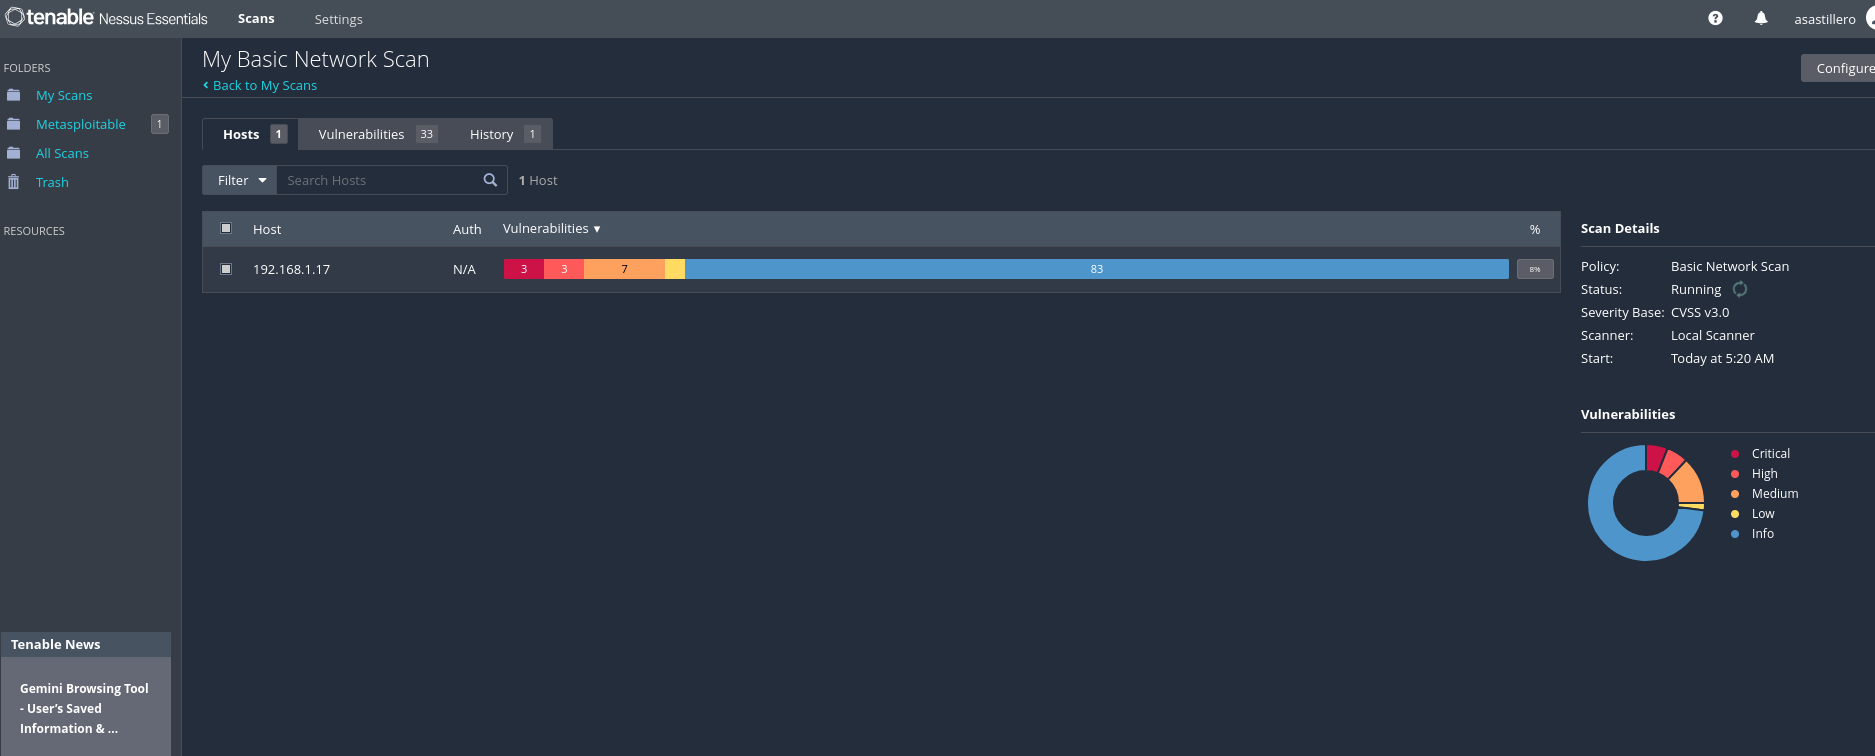 tenable Nessus Essentials Scans Settings asastillero
FOLDERS
My Scans
Metasploitable 1
All Scans
Trash
RESOURCES
Tenable News
Gemini Browsing Tool
- User's Saved
Information & ...
My Basic Network Scan
Back to My Scans
Configure
Hosts 1 Vulnerabilities 33 History 1
Filter Search Hosts 1 Host
Host Auth Vulnerabilities %
192.168.1.17 N/A 3 3 7 83 8%
Scan Details
Policy: Basic Network Scan
Status: Running
Severity Base: CVSS v3.0
Scanner: Local Scanner
Start: Today at 5:20 AM
Vulnerabilities
Critical
High
Medium
Low
Info